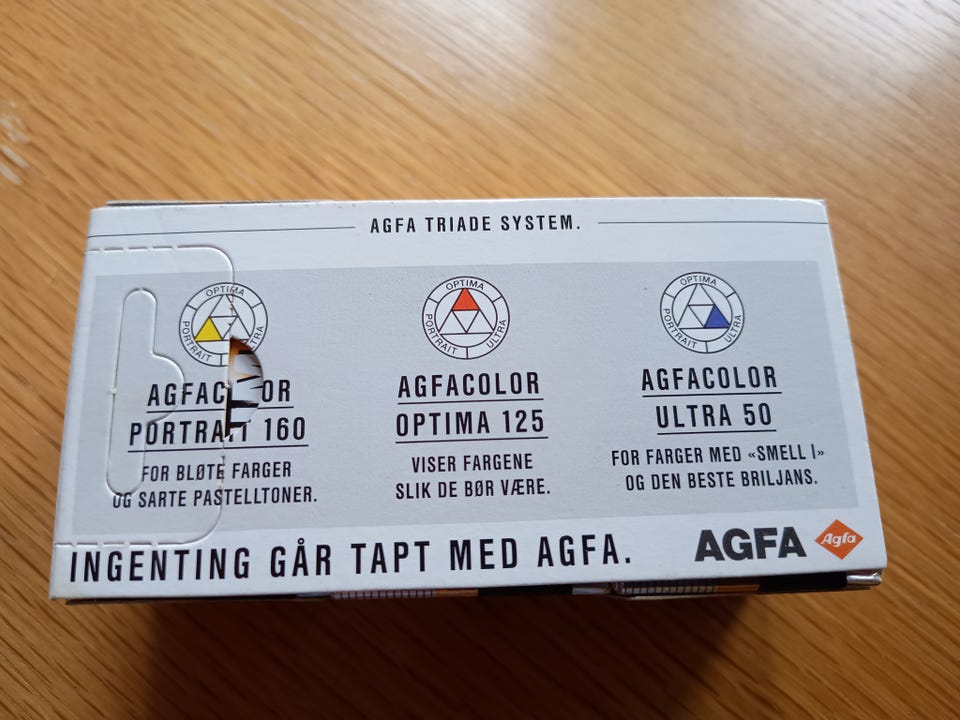 AGFA TRIADE SYSTEM.
OPTIMA
PORTRAIT
ULTRA
AGFACOLOR
PORTRAIT 160
FOR BLØTE FARGER
OG SARTE PASTELLTONER.
OPTIMA
PORTRAIT
ULTRA
AGFACOLOR
OPTIMA 125
VISER FARGENE
SLIK DE BØR VÆRE.
OPTIMA
PORTRAIT
ULTRA
AGFACOLOR
ULTRA 50
FOR FARGER MED «SMELL I»
OG DEN BESTE BRILJANS.
INGENTING GÅR TAPT MED AGFA.
AGFA
Agfa